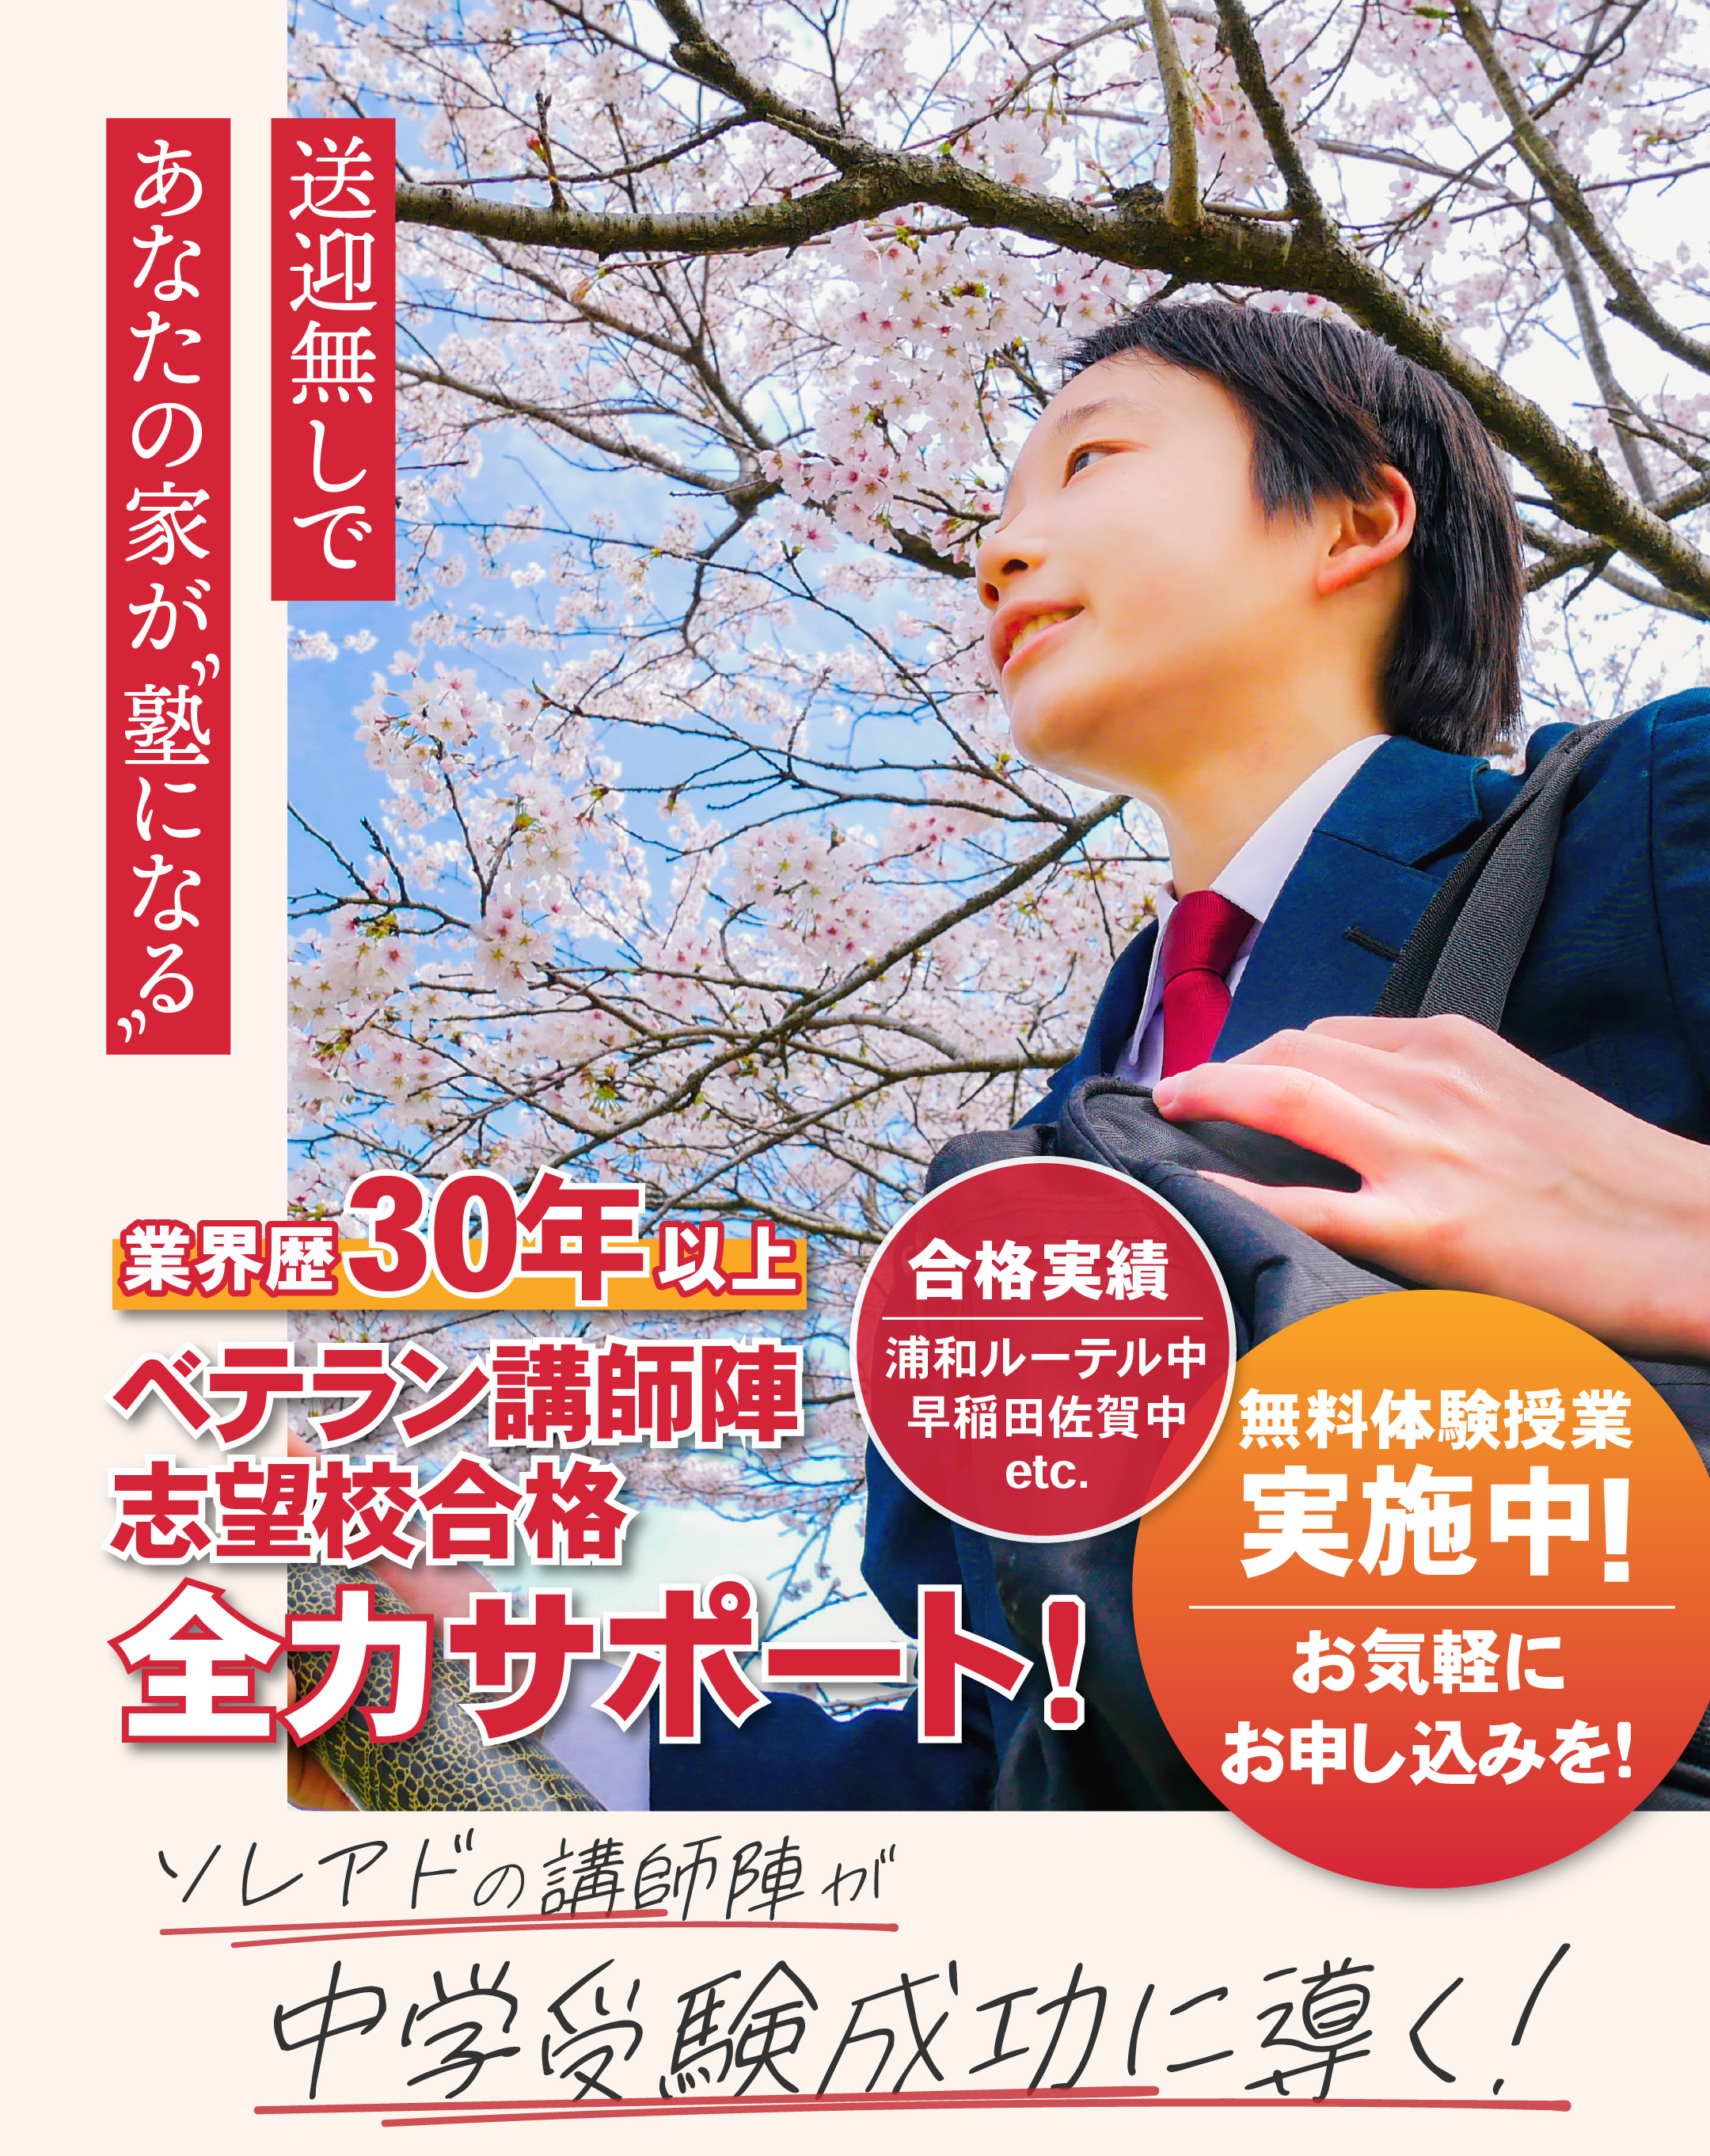 送迎無しで
あなたの家が"塾になる"
業界歴30年以上
ベテラン講師陣
志望校合格
全力サポート!
合格実績
浦和ルーテル中
早稲田佐賀中
etc.
無料体験授業
実施中!
お気軽に
お申し込みを!
ソレアドの講師陣が
中学受験成功に導く!